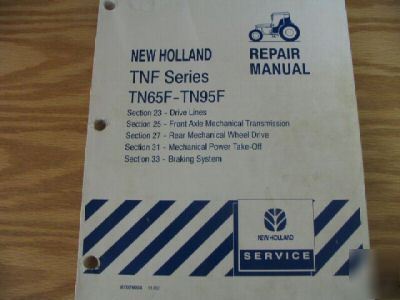 NEW HOLLAND
TNF Series
TN65F-TN95F
REPAIR
MANUAL
Section 23 - Drive Lines
Section 25 - Front Axle Mechanical Transmission
Section 27 - Rear Mechanical Wheel Drive
Section 31 - Mechanical Power Take-Off
Section 33 - Braking System
NEW HOLLAND
SERVICE